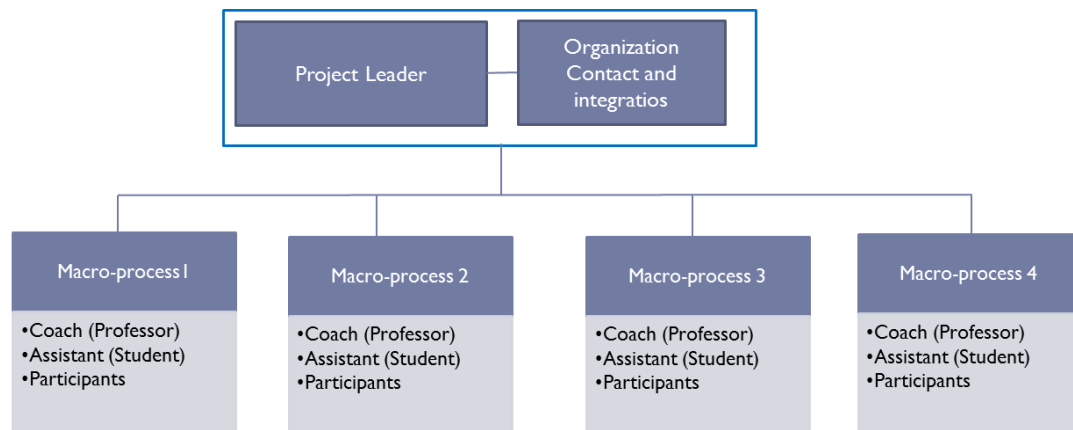 Project Leader
Organization
Contact and
integratios
Macro-process1
•Coach (Professor)
•Assistant (Student)
•Participants
Macro-process 2
•Coach (Professor)
•Assistant (Student)
•Participants
Macro-process 3
•Coach (Professor)
•Assistant (Student)
•Participants
Macro-process 4
•Coach (Professor)
•Assistant (Student)
•Participants